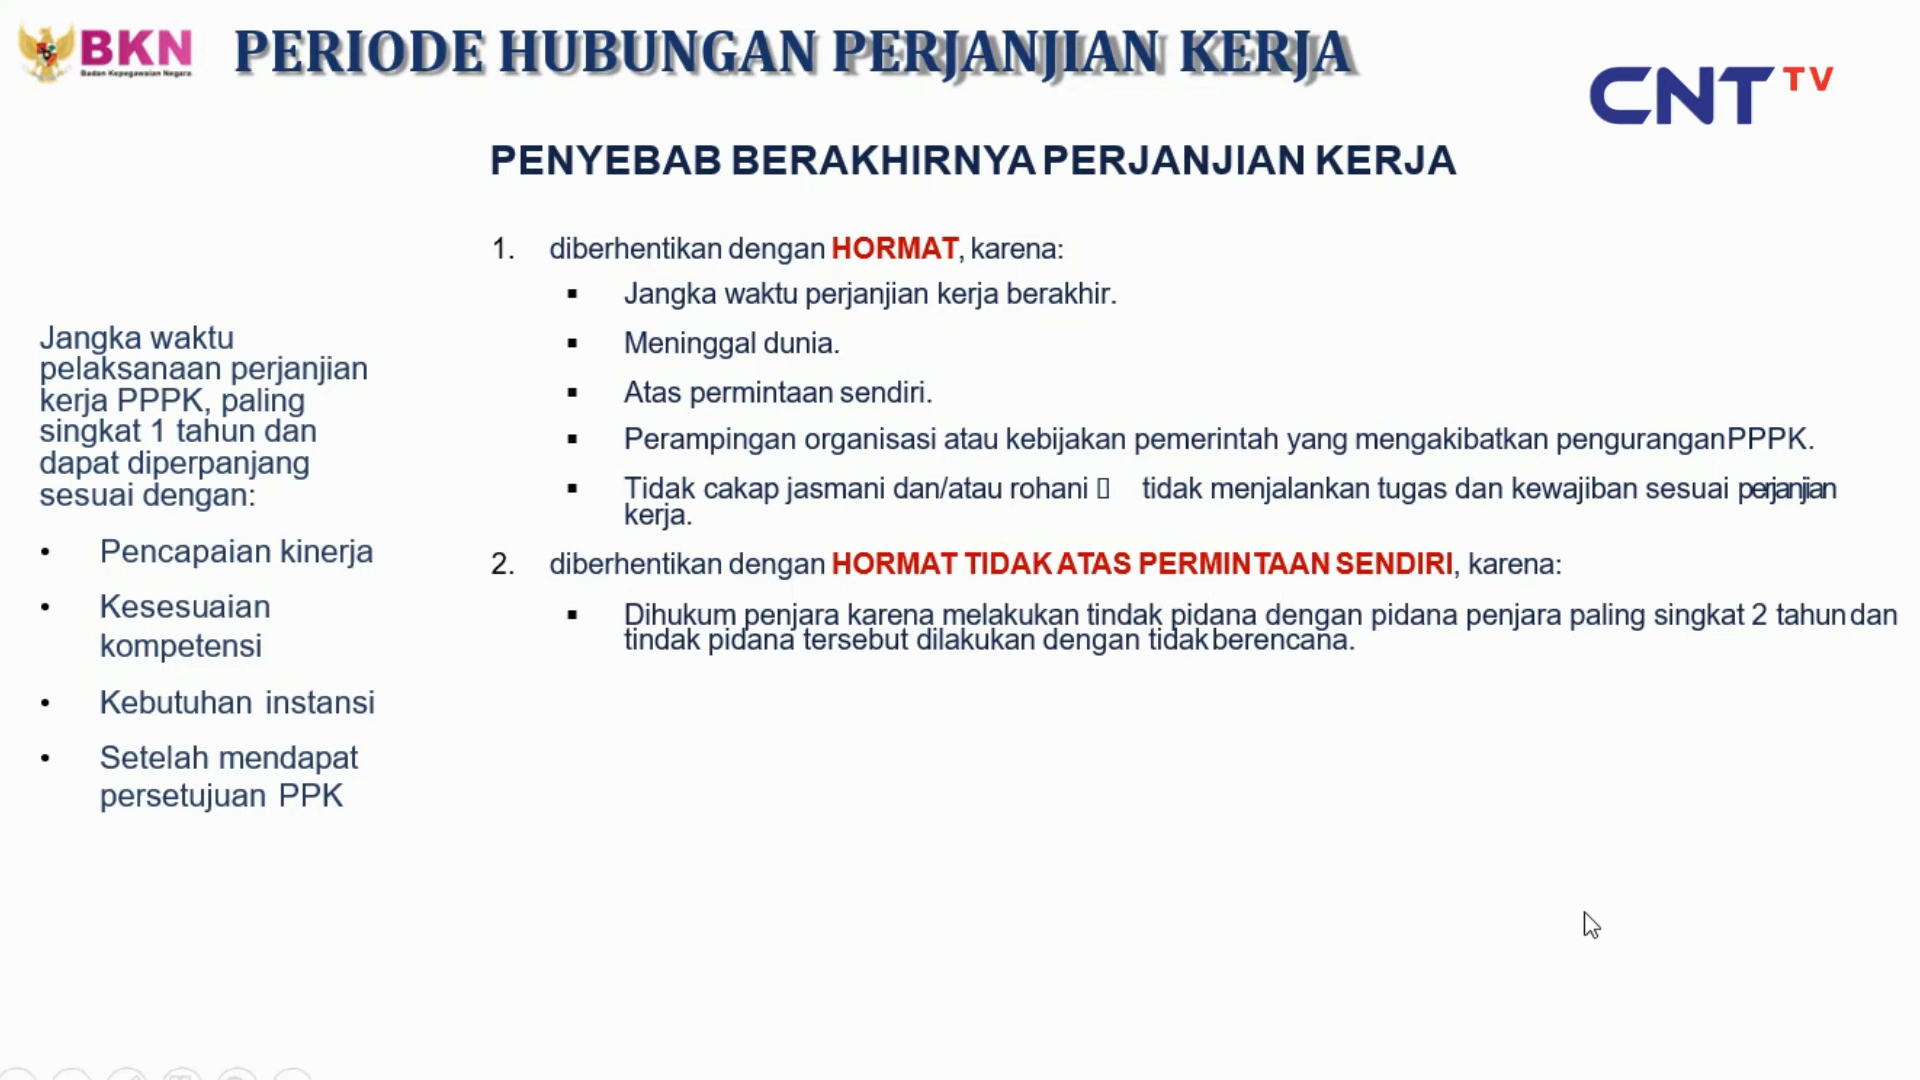 BKN
Badan Kepegawaian Negara
PERIODE HUBUNGAN PERJANJIAN KERJA
CNT TV
PENYEBAB BERAKHIRNYA PERJANJIAN KERJA
Jangka waktu
pelaksanaan perjanjian
kerja PPPK, paling
singkat 1 tahun dan
dapat diperpanjang
sesuai dengan:
• Pencapaian kinerja
• Kesesuaian
kompetensi
• Kebutuhan instansi
• Setelah mendapat
persetujuan PPK
1. diberhentikan dengan HORMAT, karena:
▪ Jangka waktu perjanjian kerja berakhir.
▪ Meninggal dunia.
▪ Atas permintaan sendiri.
▪ Perampingan organisasi atau kebijakan pemerintah yang mengakibatkan pengurangan PPPK.
▪ Tidak cakap jasmani dan/atau rohani ▯ tidak menjalankan tugas dan kewajiban sesuai perjanjian
kerja.
2. diberhentikan dengan HORMAT TIDAK ATAS PERMINTAAN SENDIRI, karena:
▪ Dihukum penjara karena melakukan tindak pidana dengan pidana penjara paling singkat 2 tahun dan
tindak pidana tersebut dilakukan dengan tidak berencana.